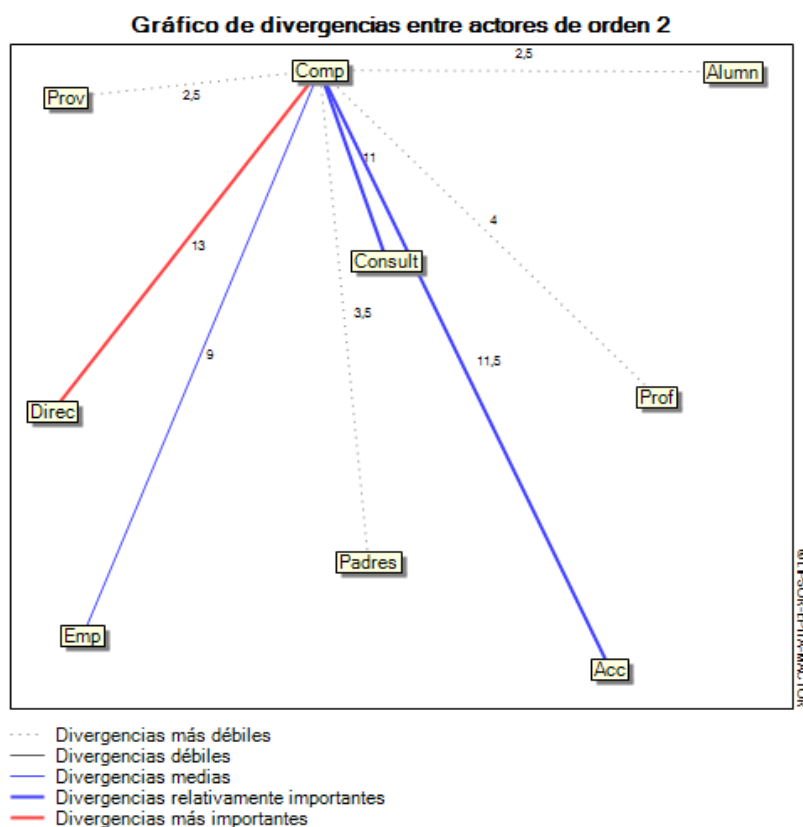 Gráfico de divergencias entre actores de orden 2
2,5
Comp
Alumn
Prov
2,5
11
4
13
Consult
3,5
9
11,5
Direc
Prof
Padres
Emp
Acc
Divergencias más débiles
Divergencias débiles
Divergencias medias
Divergencias relativamente importantes
Divergencias más importantes